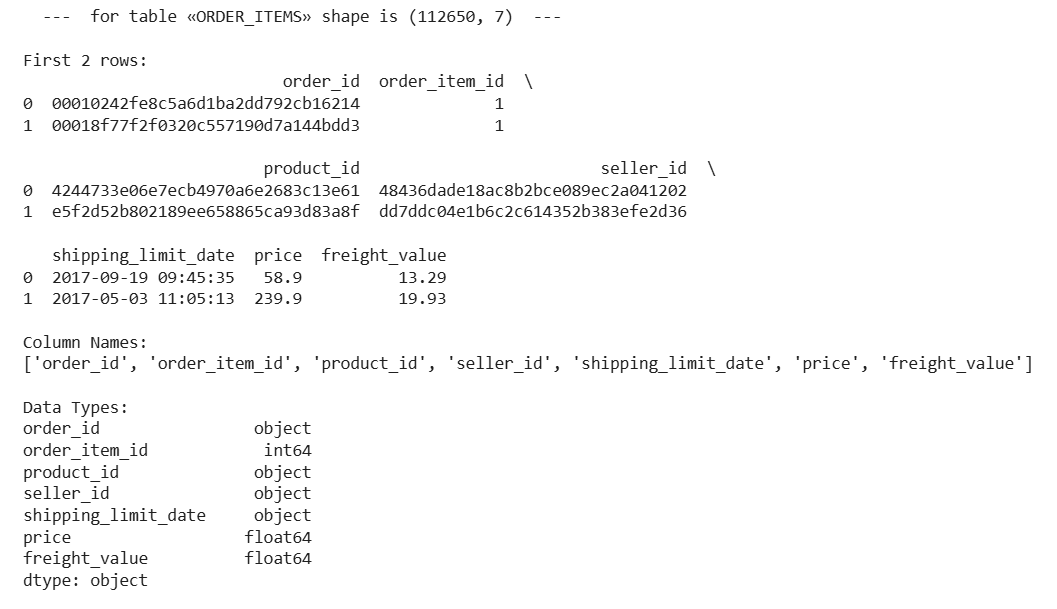 --- for table «ORDER_ITEMS» shape is (112650, 7) ---
First 2 rows:
order_id order_item_id \
0 00010242fe8c5a6d1ba2dd792cb16214 1
1 00018f77f2f0320c557190d7a144bdd3 1
product_id seller_id \
0 4244733e06e7ecb4970a6e2683c13e61 48436dade18ac8b2bce089ec2a041202
1 e5f2d52b802189ee658865ca93d83a8f dd7ddc04e1b6c2c614352b383efe2d36
shipping_limit_date price freight_value
0 2017-09-19 09:45:35 58.9 13.29
1 2017-05-03 11:05:13 239.9 19.93
Column Names:
['order_id', 'order_item_id', 'product_id', 'seller_id', 'shipping_limit_date', 'price', 'freight_value']
Data Types:
order_id object
order_item_id int64
product_id object
seller_id object
shipping_limit_date object
price float64
freight_value float64
dtype: object